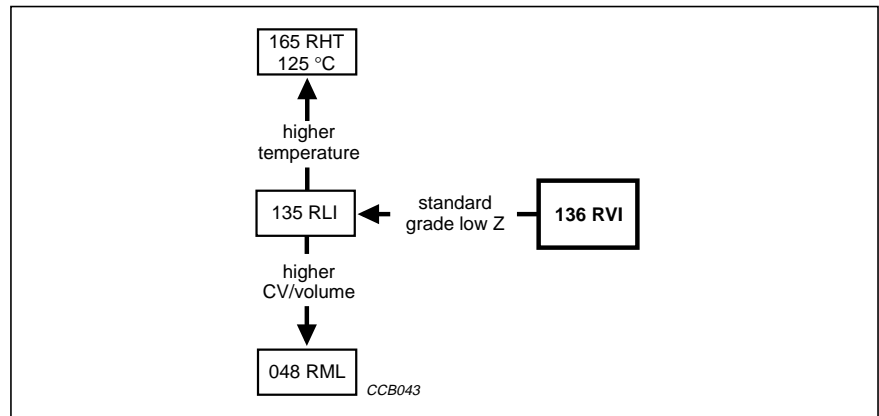 165 RHT
125 °C
higher
temperature
135 RLI
standard
grade low Z
136 RVI
higher
CV/volume
048 RML
CCB043